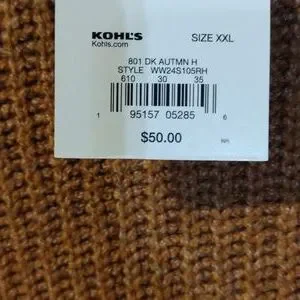 KOHL'S
Kohls.com
SIZE XXL
801 DK AUTMN H
STYLE WW24S105RH
610 30 35
1 95157 05285 6
$50.00